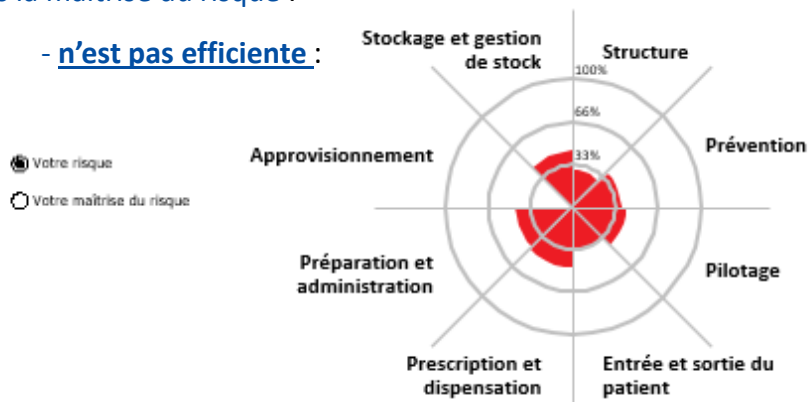 la maîtrise du risque :
- n'est pas efficiente :
Stockage et gestion
de stock
Structure
100%
66%
33%
Prévention
Approvisionnement
Votre risque
Votre maîtrise du risque
Préparation et
administration
Pilotage
Prescription et
dispensation
Entrée et sortie du
patient